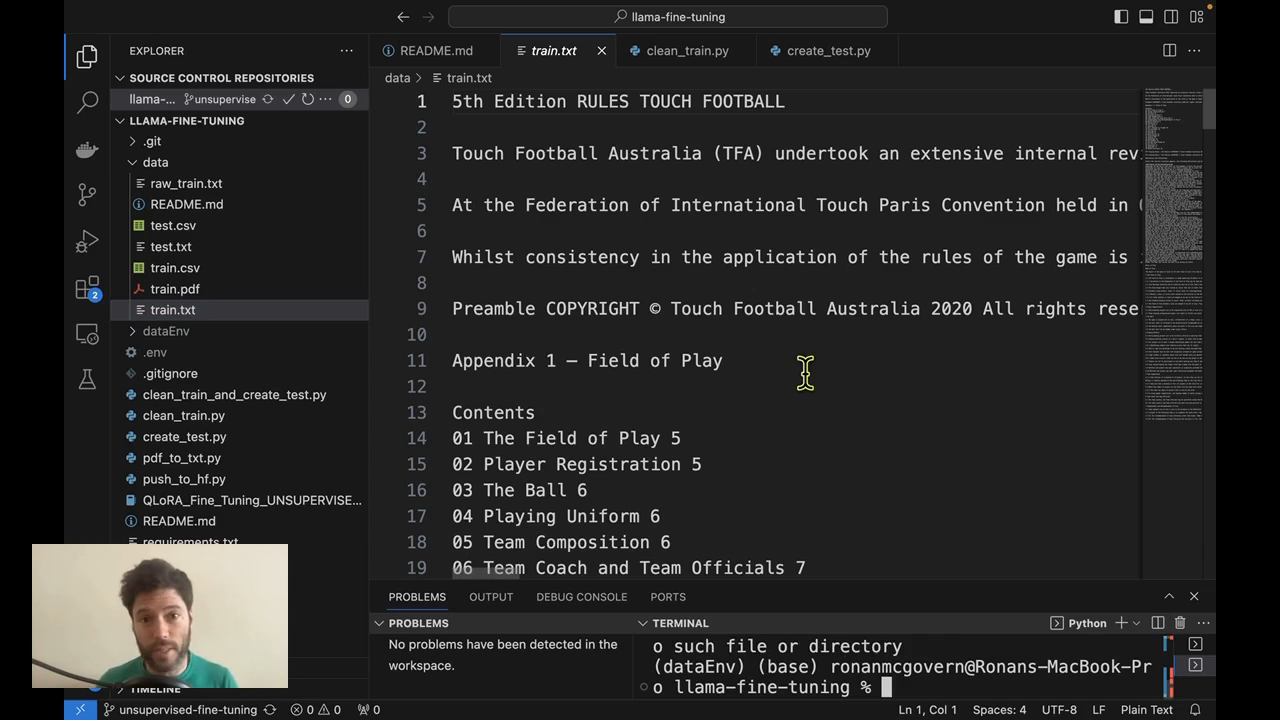 llama-fine-tuning
EXPLORER
SOURCE CONTROL REPOSITORIES
llama-... unsupervise 0
LLAMA-FINE-TUNING
.git
data
raw_train.txt
README.md
test.csv
test.txt
train.csv
train.pdf
train.txt
dataEnv
.env
.gitignore
clean_train_and_create_test.py
clean_train.py
create_test.py
pdf_to_txt.py
push_to_hf.py
QLoRA_Fine_Tuning_UNSUPERVISE...
README.md
requirements.txt
TIMELINE
2
README.md train.txt clean_train.py create_test.py
data > train.txt
1 5th Edition RULES TOUCH FOOTBALL
2
3 Touch Football Australia (TFA) undertook an extensive internal rev
4
5 At the Federation of International Touch Paris Convention held in
6
7 Whilst consistency in the application of the rules of the game is
8
9 Preamble COPYRIGHT © Touch Football Australia 2020 All rights rese
10
11 Appendix 1 – Field of Play
12
13 Contents
14 01 The Field of Play 5
15 02 Player Registration 5
16 03 The Ball 6
17 04 Playing Uniform 6
18 05 Team Composition 6
19 06 Team Coach and Team Officials 7
PROBLEMS OUTPUT DEBUG CONSOLE PORTS
PROBLEMS
No problems have been detected in the
workspace.
TERMINAL Python
o such file or directory
(dataEnv) (base) ronanmcgovern@Ronans-MacBook-Pr
o llama-fine-tuning %
unsupervised-fine-tuning 0 0 0 Ln 1, Col 1 Spaces: 4 UTF-8 LF Plain Text